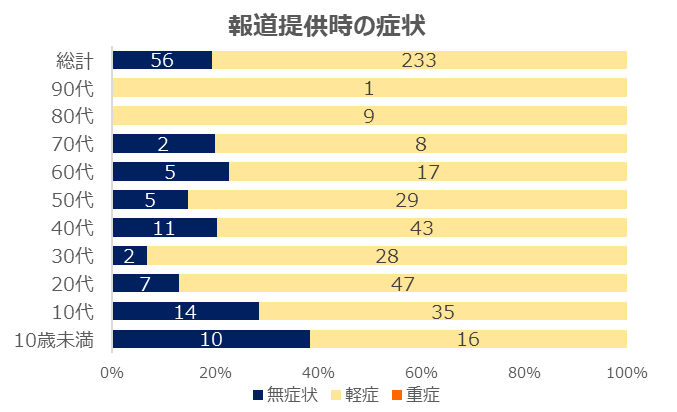 報道提供時の症状
総計 56 233
90代 1
80代 9
70代 2 8
60代 5 17
50代 5 29
40代 11 43
30代 2 28
20代 7 47
10代 14 35
10歳未満 10 16
0% 20% 40% 60% 80% 100%
無症状 軽症 重症